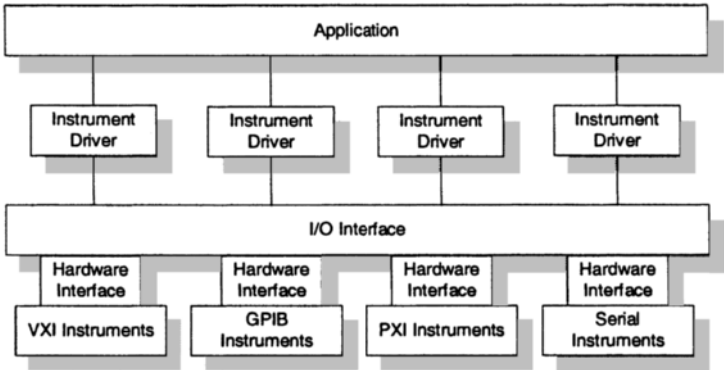 Application
Instrument
Driver
Instrument
Driver
Instrument
Driver
Instrument
Driver
I/O Interface
Hardware
Interface
Hardware
Interface
Hardware
Interface
Hardware
Interface
VXI Instruments
GPIB
Instruments
PXI Instruments
Serial
Instruments